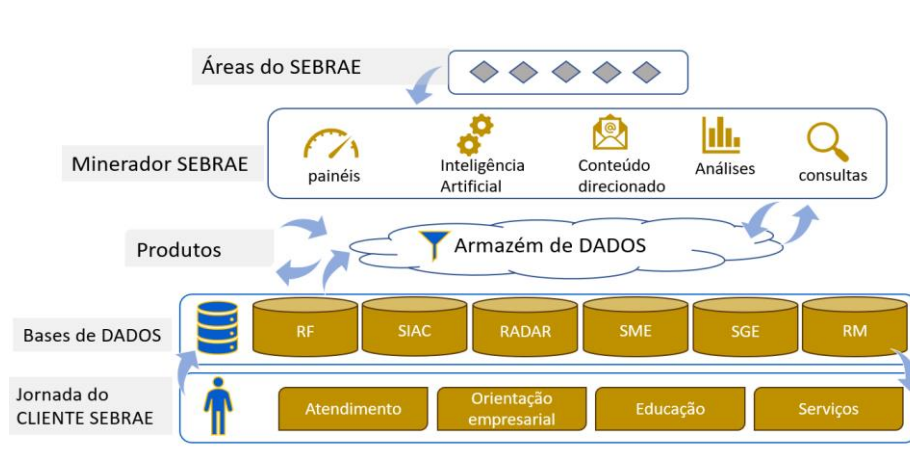 Áreas do SEBRAE
Minerador SEBRAE
painéis
Inteligência
Artificial
Conteúdo
direcionado
Análises
consultas
Produtos
Armazém de DADOS
Bases de DADOS
RF
SIAC
RADAR
SME
SGE
RM
Jornada do
CLIENTE SEBRAE
Atendimento
Orientação
empresarial
Educação
Serviços